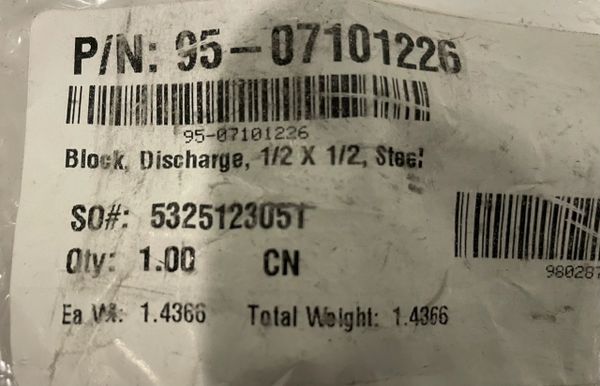 P/N: 95-07101226
95-07101226
Block, Discharge, 1/2 X 1/2, Steel
SO#: 5325123051
Qty: 1.00 CN
980287
Ea Wt: 1.4366 Total Weight: 1.4366